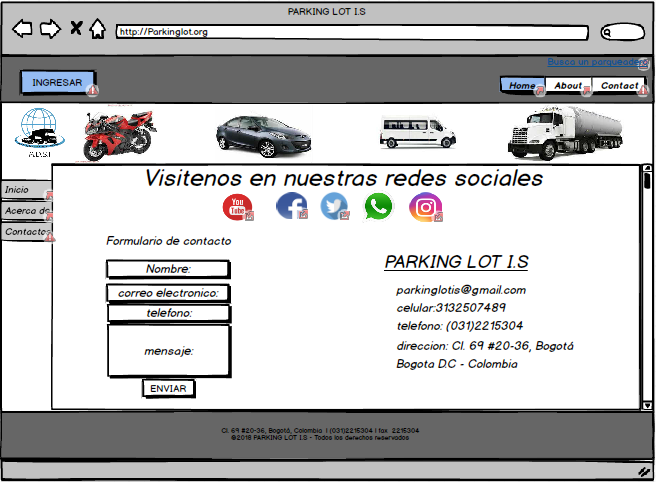 PARKING LOT I.S
http://Parkinglot.org
Busca un parqueadero
INGRESAR
Home
About
Contact
A.D.S.I
Visitenos en nuestras redes sociales
You
Tube
Inicio
Acerca de
Contactes
Formulario de contacto
Nombre:
correo electronico:
telefono:
mensaje:
ENVIAR
PARKING LOT I.S
parkinglotis@gmail.com
celular:3132507489
telefono: (031)2215304
direccion: Cl. 69 #20-36, Bogotá
Bogota D.C - Colombia
Cl. 69 #20-36, Bogotá, Colombia | (031)2215304 | fax 2215304
©2018 PARKING LOT I.S - Todos los derechos reservados